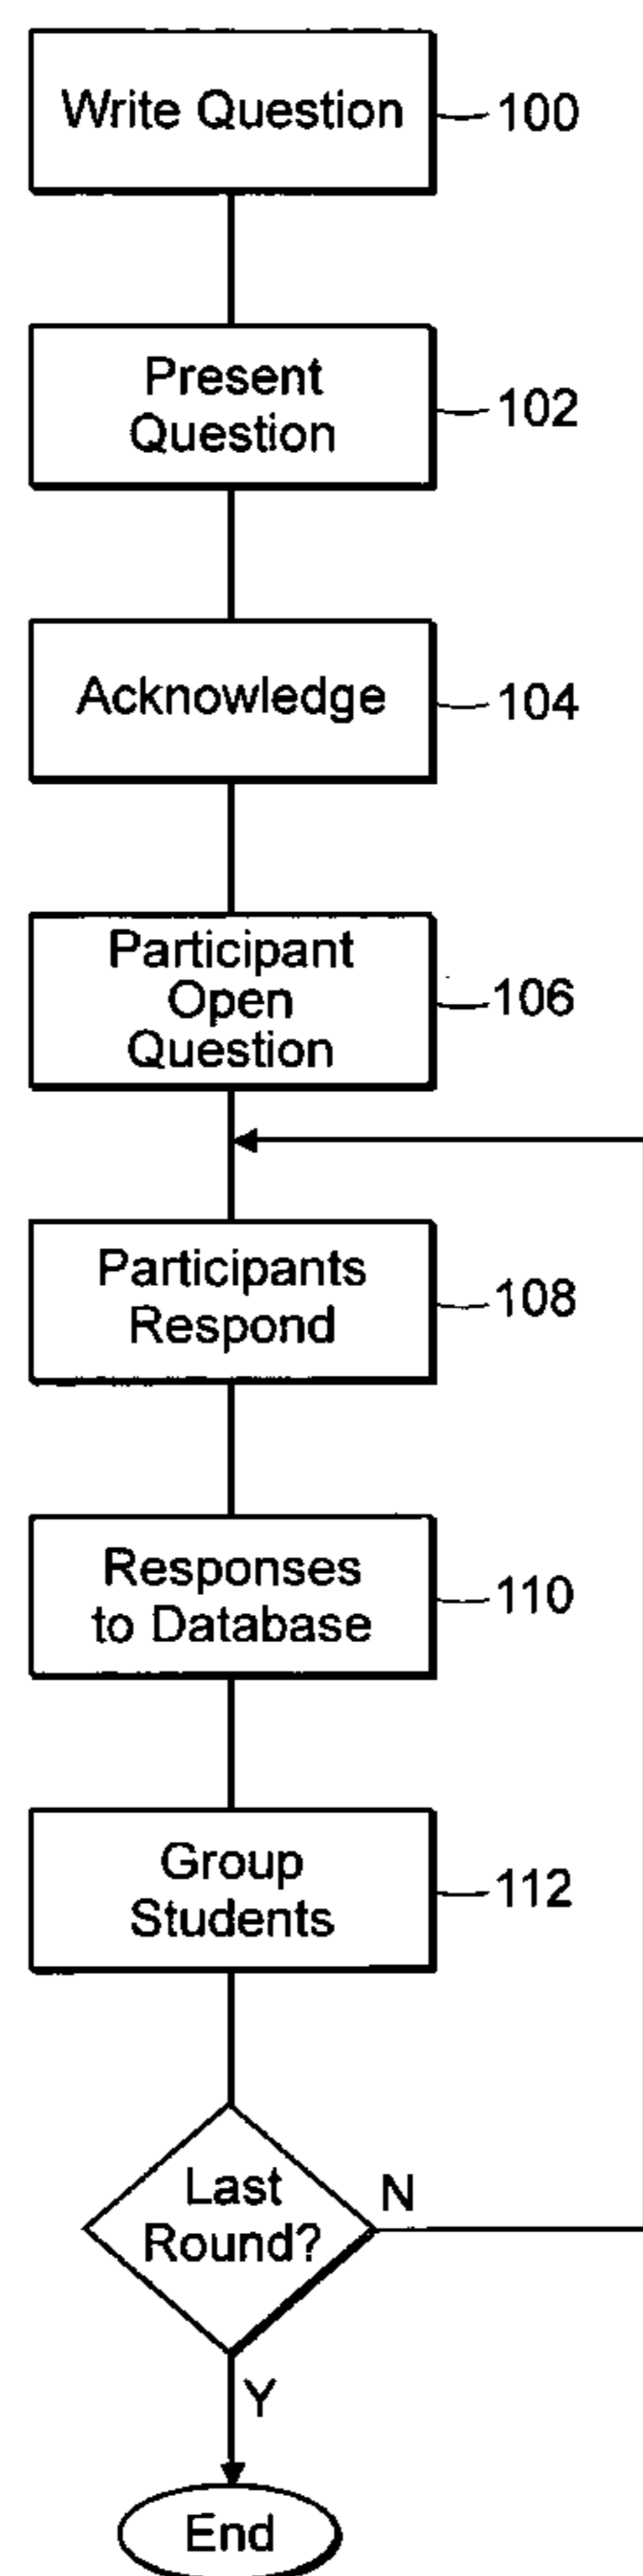 Write Question
100
Present
Question
102
Acknowledge
104
Participant
Open
Question
106
Participants
Respond
108
Responses
to Database
110
Group
Students
112
Last
Round?
N
Y
End